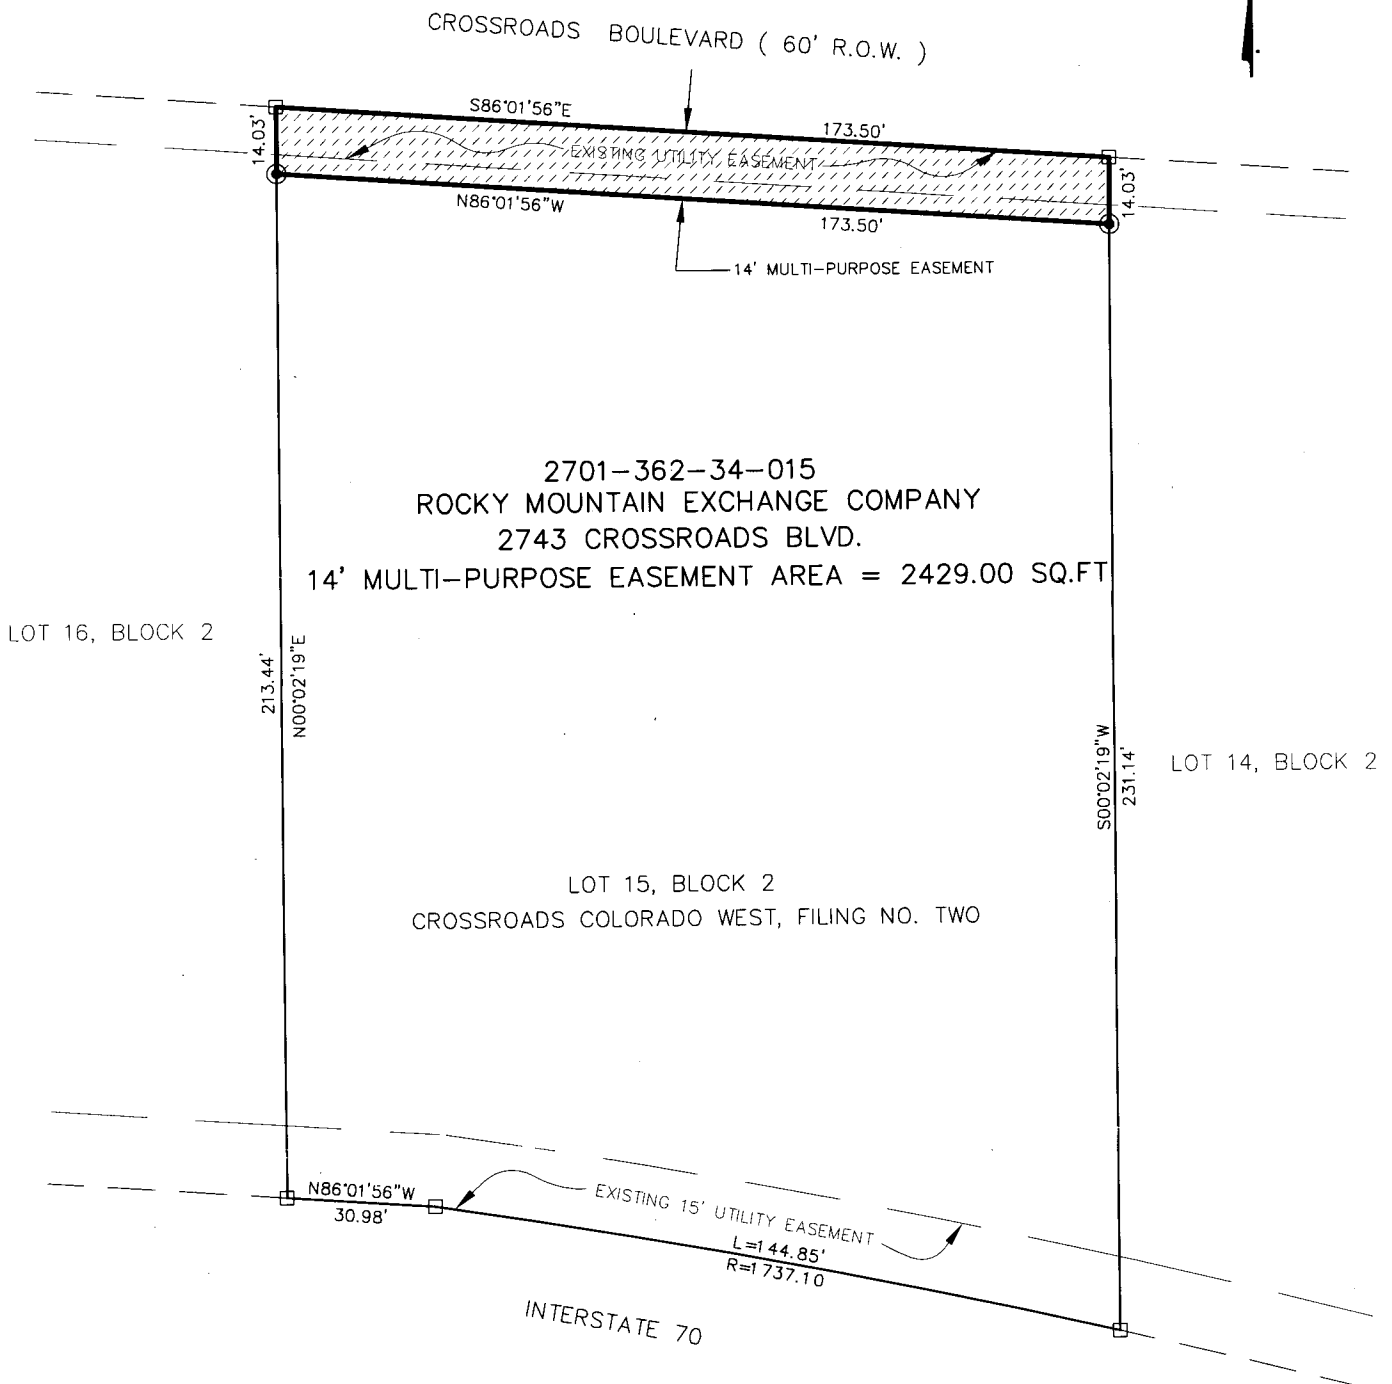 CROSSROADS BOULEVARD ( 60' R.O.W. )
S86°01'56"E
173.50'
14.03'
EXISTING UTILITY EASEMENT
14.03'
N86°01'56"W
173.50'
14' MULTI-PURPOSE EASEMENT
2701-362-34-015
ROCKY MOUNTAIN EXCHANGE COMPANY
2743 CROSSROADS BLVD.
14' MULTI-PURPOSE EASEMENT AREA = 2429.00 SQ.FT
LOT 16, BLOCK 2
213.44'
N00°02'19"E
S00°02'19"W
231.14'
LOT 14, BLOCK 2
LOT 15, BLOCK 2
CROSSROADS COLORADO WEST, FILING NO. TWO
N86°01'56"W
30.98'
EXISTING 15' UTILITY EASEMENT
L=144.85'
R=1737.10
INTERSTATE 70